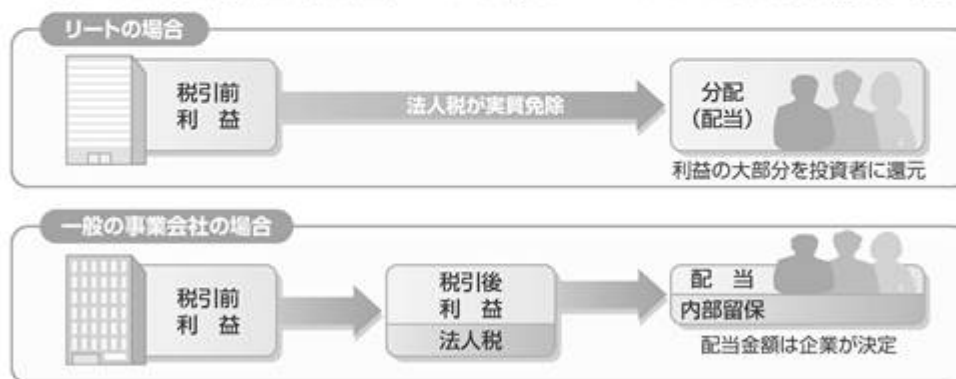 リートの場合
税引前
利　益
法人税が実質免除
分配
（配当）
利益の大部分を投資者に還元
一般の事業会社の場合
税引前
利　益
税引後
利　益
法人税
配　当
内部留保
配当金額は企業が決定